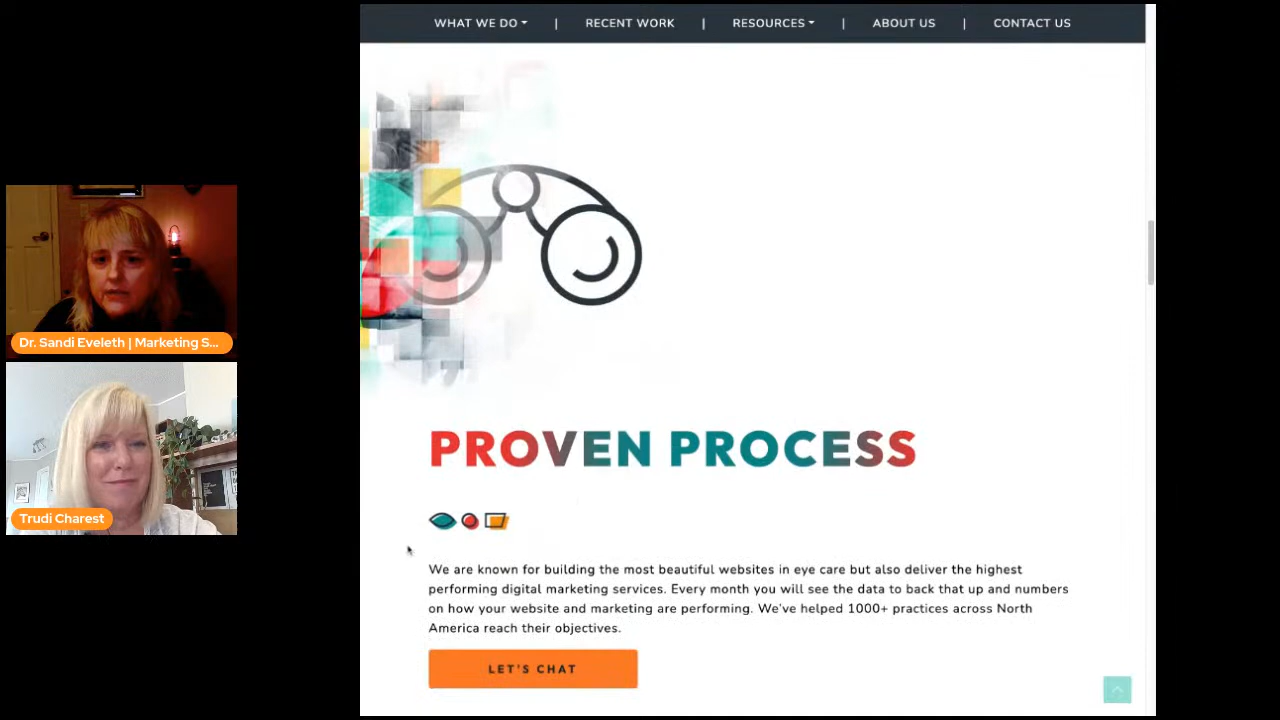 WHAT WE DO | RECENT WORK | RESOURCES | ABOUT US | CONTACT US
PROVEN PROCESS
We are known for building the most beautiful websites in eye care but also deliver the highest
performing digital marketing services. Every month you will see the data to back that up and numbers
on how your website and marketing are performing. We've helped 1000+ practices across North
America reach their objectives.
LET'S CHAT
Dr. Sandi Eveleth | Marketing S...
Trudi Charest